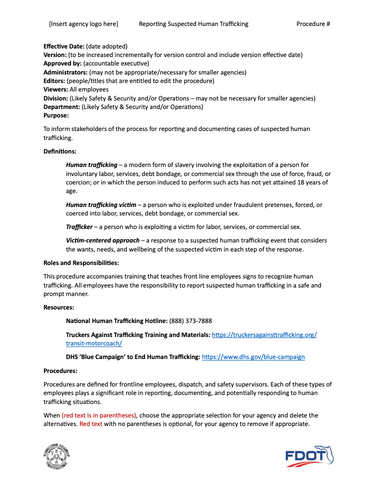 [Insert agency logo here] Reporting Suspected Human Trafficking Procedure #
Effective Date: (date adopted)
Version: (to be increased incrementally for version control and include version effective date)
Approved by: (accountable executive)
Administrators: (may not be appropriate/necessary for smaller agencies)
Editors: (people/titles that are entitled to edit the procedure)
Viewers: All employees
Division: (Likely Safety & Security and/or Operations – may not be necessary for smaller agencies)
Department: (Likely Safety & Security and/or Operations)
Purpose:
To inform stakeholders of the process for reporting and documenting cases of suspected human
trafficking.
Definitions:
Human trafficking – a modern form of slavery involving the exploitation of a person for
involuntary labor, services, debt bondage, or commercial sex through the use of force, fraud, or
coercion; or in which the person induced to perform such acts has not yet attained 18 years of
age.
Human trafficking victim – a person who is exploited under fraudulent pretenses, forced, or
coerced into labor, services, debt bondage, or commercial sex.
Trafficker – a person who is exploiting a victim for labor, services, or commercial sex.
Victim-centered approach – a response to a suspected human trafficking event that considers
the wants, needs, and wellbeing of the suspected victim in each step of the response.
Roles and Responsibilities:
This procedure accompanies training that teaches front line employees signs to recognize human
trafficking. All employees have the responsibility to report suspected human trafficking in a safe and
prompt manner.
Resources:
National Human Trafficking Hotline: (888) 373-7888
Truckers Against Trafficking Training and Materials: https://truckersagainsttrafficking.org/
transit-motorcoach/
DHS 'Blue Campaign' to End Human Trafficking: https://www.dhs.gov/blue-campaign
Procedures:
Procedures are defined for frontline employees, dispatch, and safety supervisors. Each of these types of
employees plays a significant role in reporting, documenting, and potentially responding to human
trafficking situations.
When (red text is in parentheses), choose the appropriate selection for your agency and delete the
alternatives. Red text with no parentheses is optional, for your agency to remove if appropriate.
FDOT